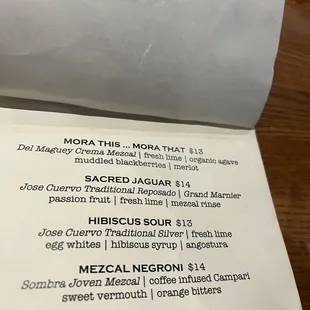 MORA THIS ... MORA THAT $13
Del Maguey Crema Mezcal | fresh lime | organic agave
muddled blackberries | merlot
SACRED JAGUAR $14
Jose Cuervo Traditional Reposado | Grand Marnier
passion fruit | fresh lime | mezcal rinse
HIBISCUS SOUR $13
Jose Cuervo Traditional Silver | fresh lime
egg whites | hibiscus syrup | angostura
MEZCAL NEGRONI $14
Sombra Joven Mezcal | coffee infused Campari
sweet vermouth | orange bitters